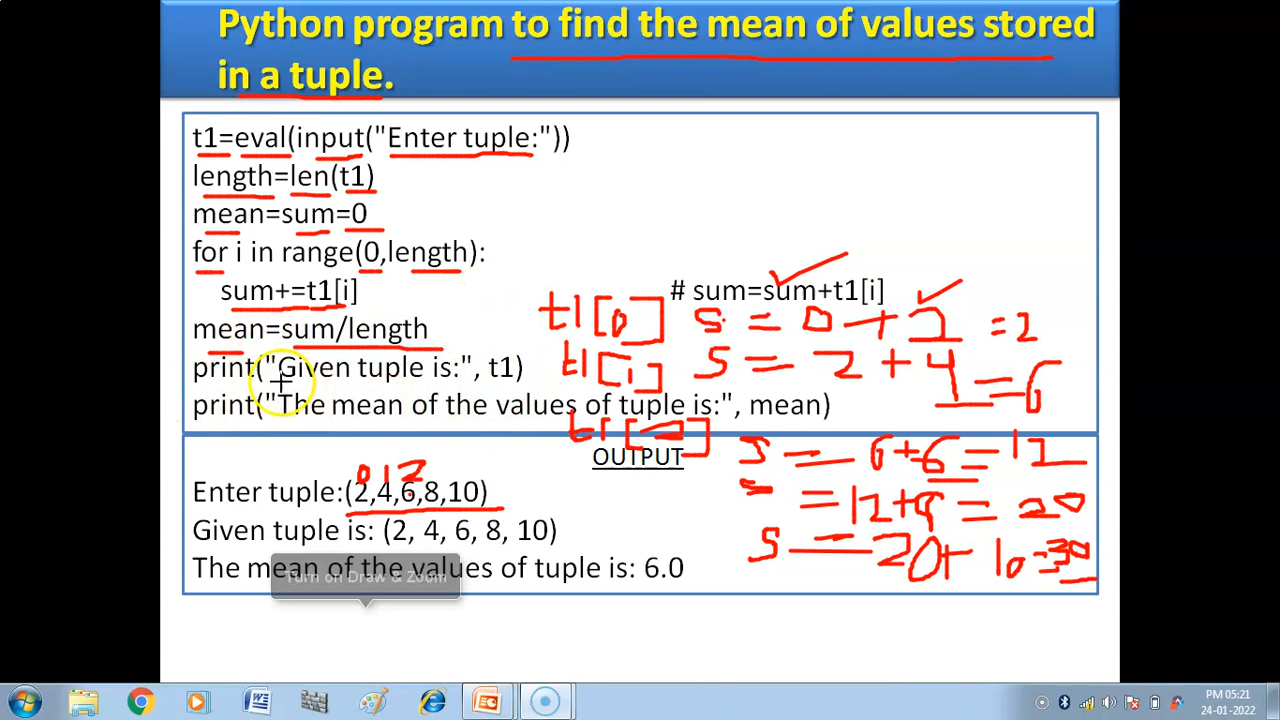 Python program to find the mean of values stored
in a tuple.
t1=eval(input("Enter tuple:"))
length=len(t1)
mean=sum=0
for i in range(0,length):
sum+=t1[i] # sum=sum+t1[i]
t1[0] S = 0+2 =2
mean=sum/length
t1[1] S = 2+4 =6
print("Given tuple is:", t1)
print("The mean of the values of tuple is:", mean)
S = 6+6=12
OUTPUT
0 1 2
Enter tuple:(2,4,6,8,10)
= 12+8 = 20
Given tuple is: (2, 4, 6, 8, 10)
S = 20+10=30
The mean of the values of tuple is: 6.0
Turn on Draw & Zoom
PM 05:21
24-01-2022